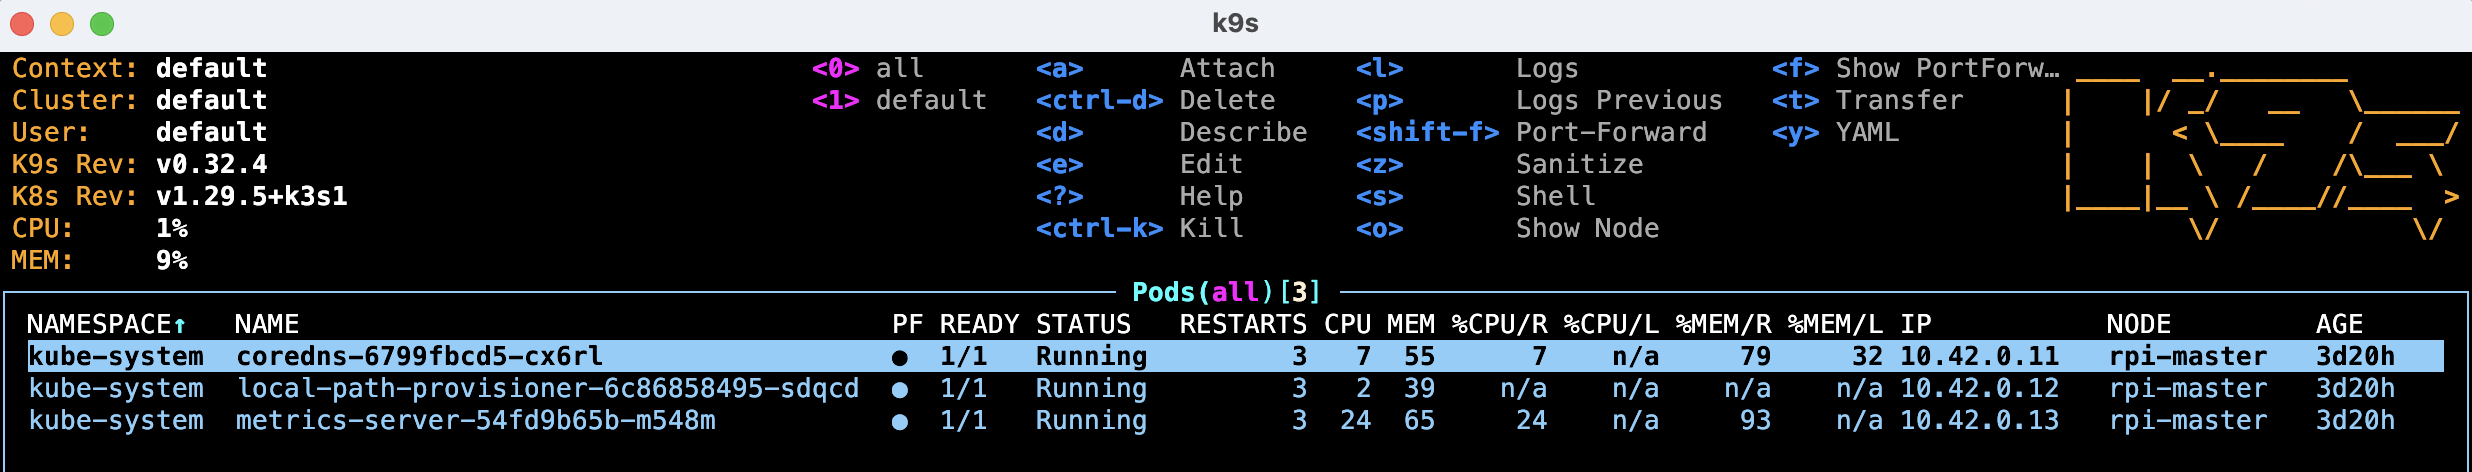 k9s
Context: default <0> all <a> Attach <l> Logs <f> Show PortForw…
Cluster: default <1> default <ctrl-d> Delete <p> Logs Previous <t> Transfer
User: default <d> Describe <shift-f> Port-Forward <y> YAML
K9s Rev: v0.32.4 <e> Edit <z> Sanitize
K8s Rev: v1.29.5+k3s1 <?> Help <s> Shell
CPU: 1% <ctrl-k> Kill <o> Show Node
MEM: 9%
Pods(all)[3]
NAMESPACE↑ NAME PF READY STATUS RESTARTS CPU MEM %CPU/R %CPU/L %MEM/R %MEM/L IP NODE AGE
kube-system coredns-6799fbcd5-cx6rl ● 1/1 Running 3 7 55 7 n/a 79 32 10.42.0.11 rpi-master 3d20h
kube-system local-path-provisioner-6c86858495-sdqcd ● 1/1 Running 3 2 39 n/a n/a n/a n/a 10.42.0.12 rpi-master 3d20h
kube-system metrics-server-54fd9b65b-m548m ● 1/1 Running 3 24 65 24 n/a 93 n/a 10.42.0.13 rpi-master 3d20h